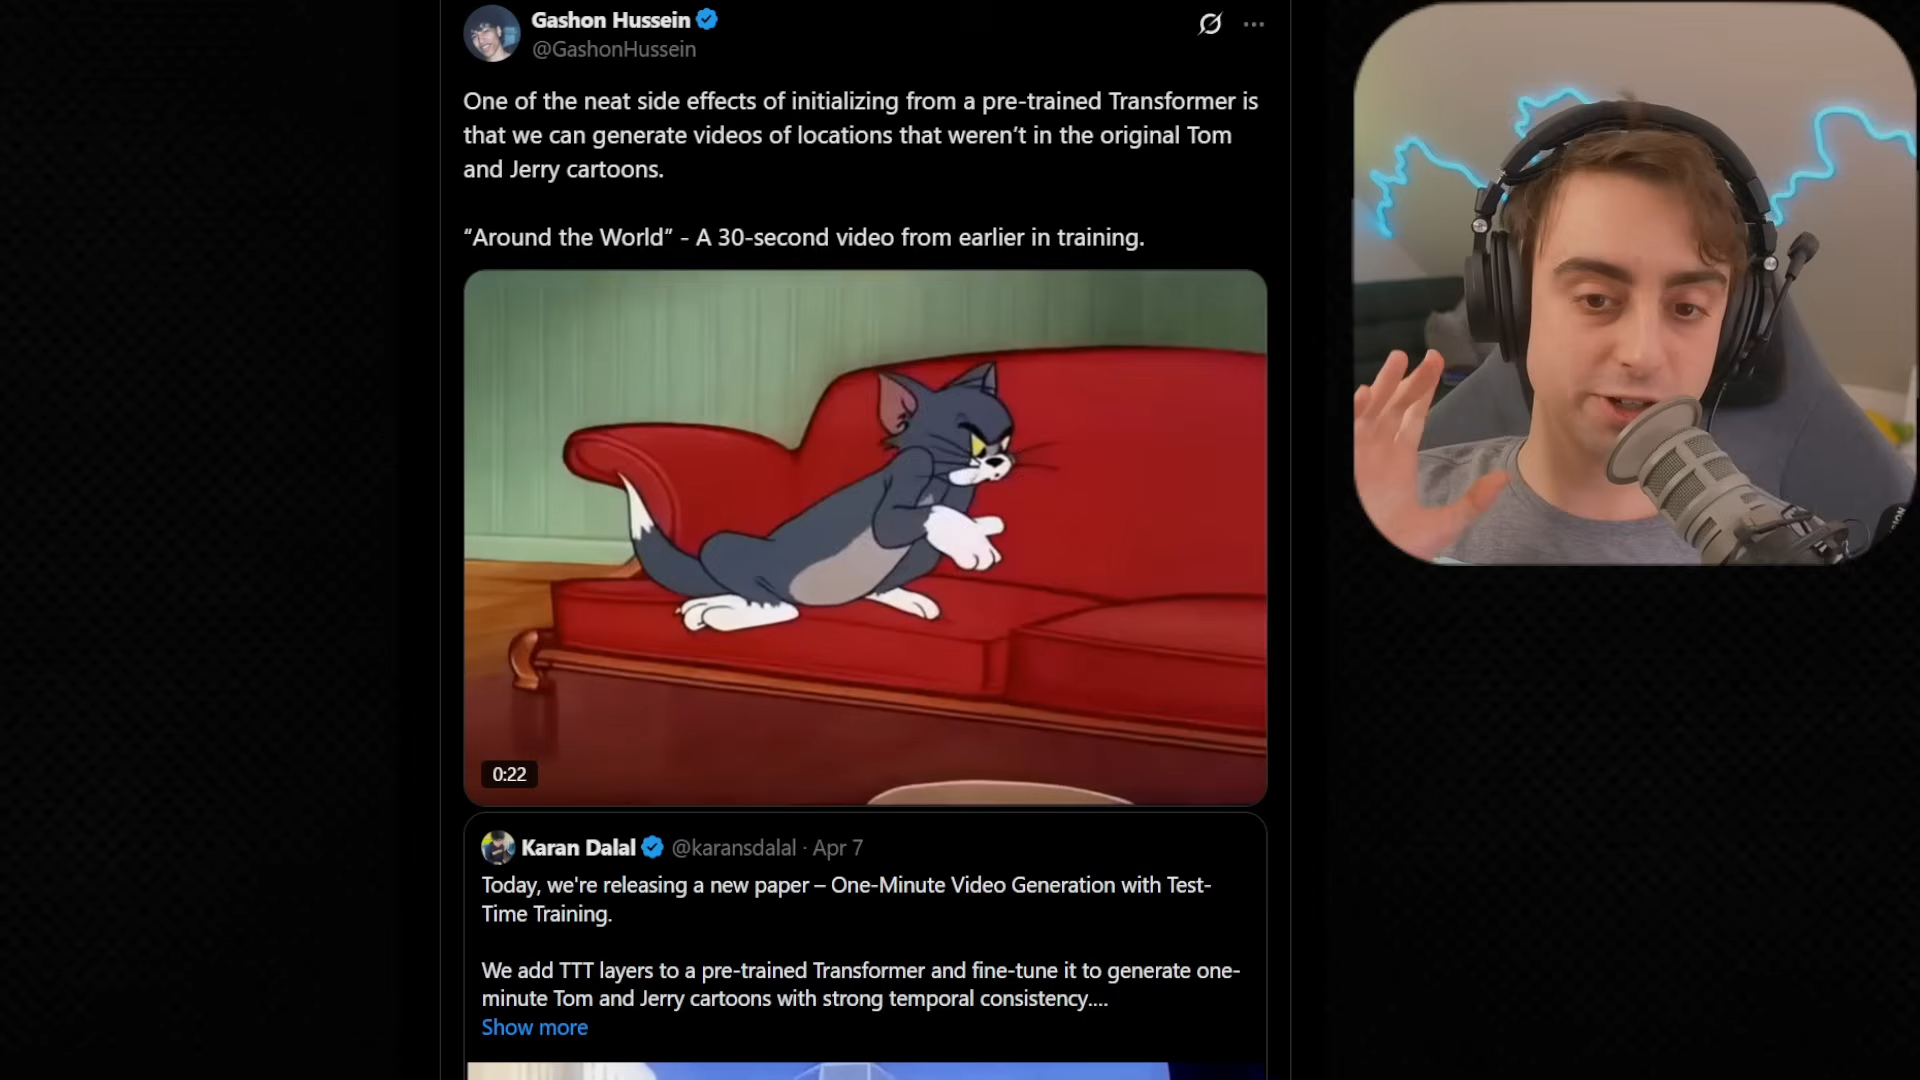 Gashon Hussein
@GashonHussein
One of the neat side effects of initializing from a pre-trained Transformer is
that we can generate videos of locations that weren’t in the original Tom
and Jerry cartoons.
“Around the World” - A 30-second video from earlier in training.
0:22
Karan Dalal @karansdalal · Apr 7
Today, we're releasing a new paper – One-Minute Video Generation with Test-
Time Training.
We add TTT layers to a pre-trained Transformer and fine-tune it to generate one-
minute Tom and Jerry cartoons with strong temporal consistency....
Show more